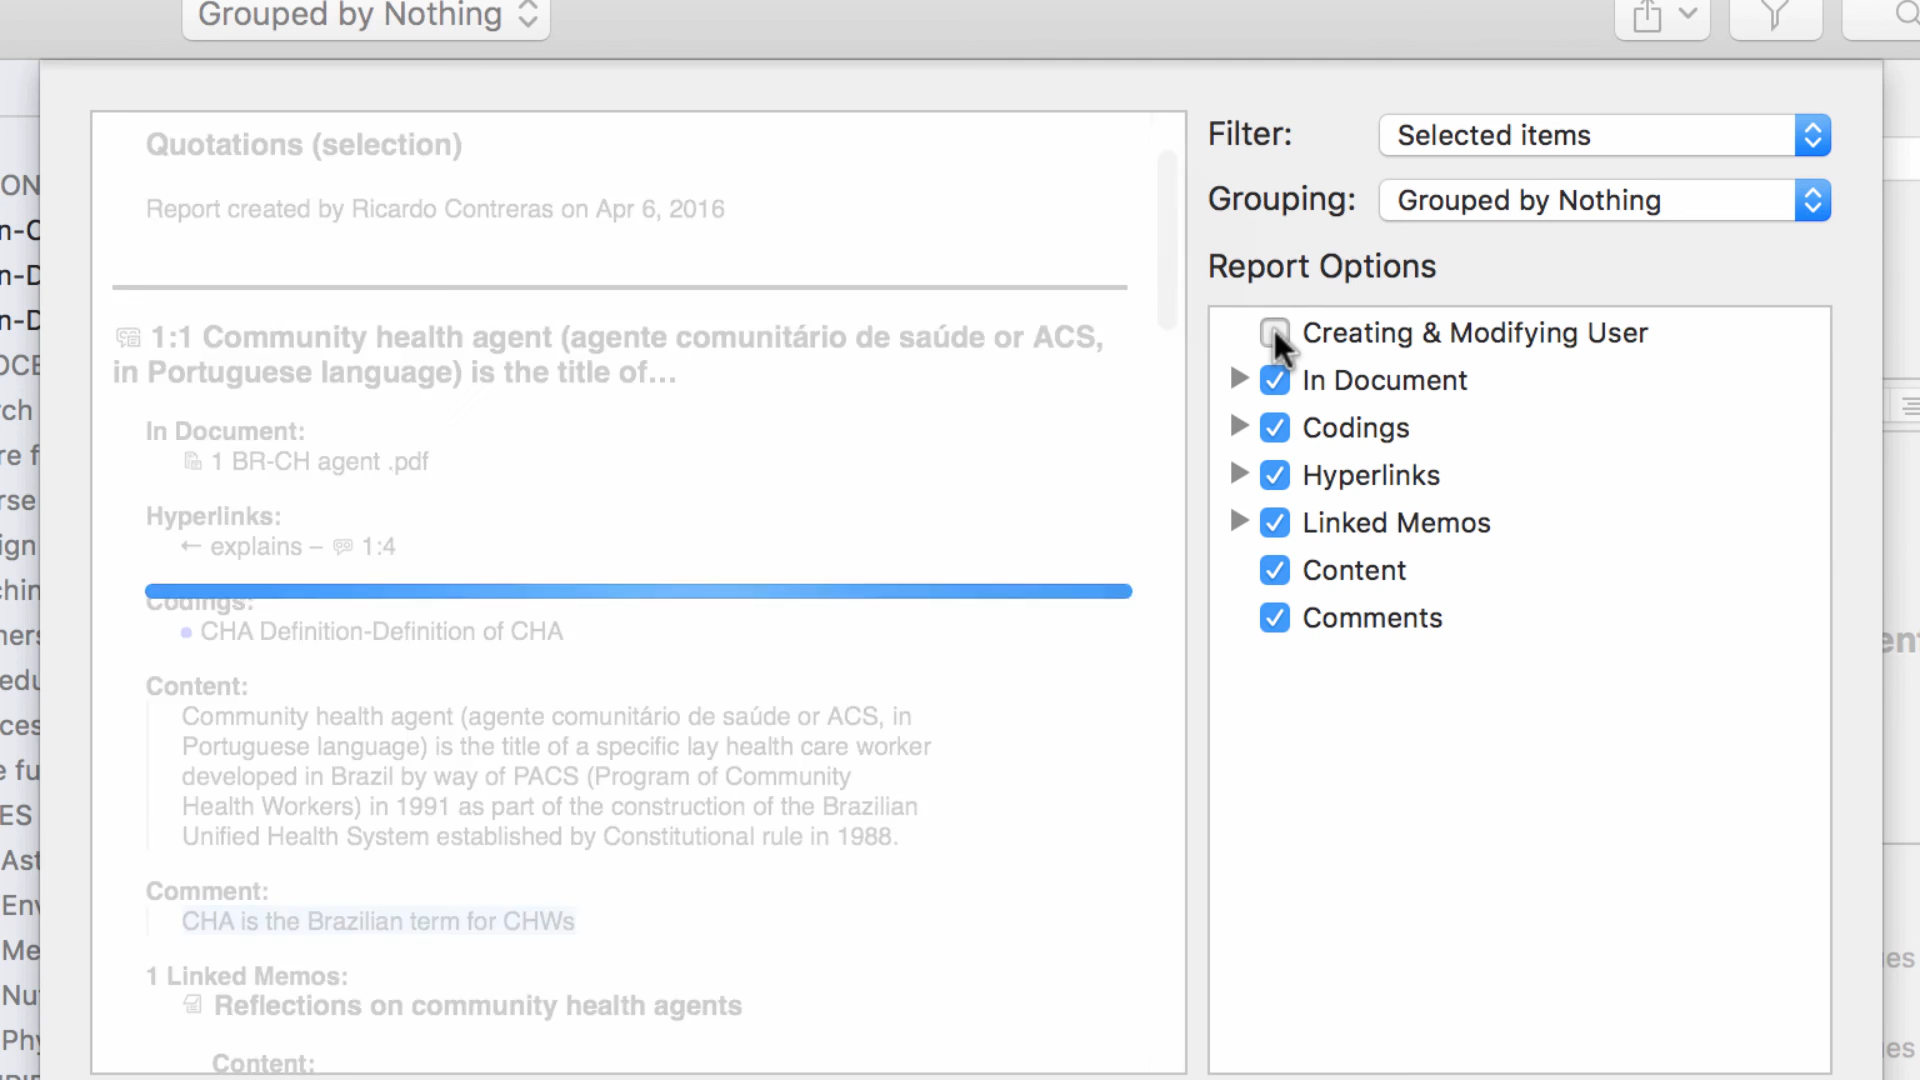 Grouped by Nothing
Quotations (selection)
Report created by Ricardo Contreras on Apr 6, 2016
1:1 Community health agent (agente comunitário de saúde or ACS,
in Portuguese language) is the title of…
In Document:
1 BR-CH agent .pdf
Hyperlinks:
← explains – 1:4
Codings:
CHA Definition-Definition of CHA
Content:
Community health agent (agente comunitário de saúde or ACS, in
Portuguese language) is the title of a specific lay health care worker
developed in Brazil by way of PACS (Program of Community
Health Workers) in 1991 as part of the construction of the Brazilian
Unified Health System established by Constitutional rule in 1988.
Comment:
CHA is the Brazilian term for CHWs
1 Linked Memos:
Reflections on community health agents
Content:
Filter: Selected items
Grouping: Grouped by Nothing
Report Options
Creating & Modifying User
In Document
Codings
Hyperlinks
Linked Memos
Content
Comments